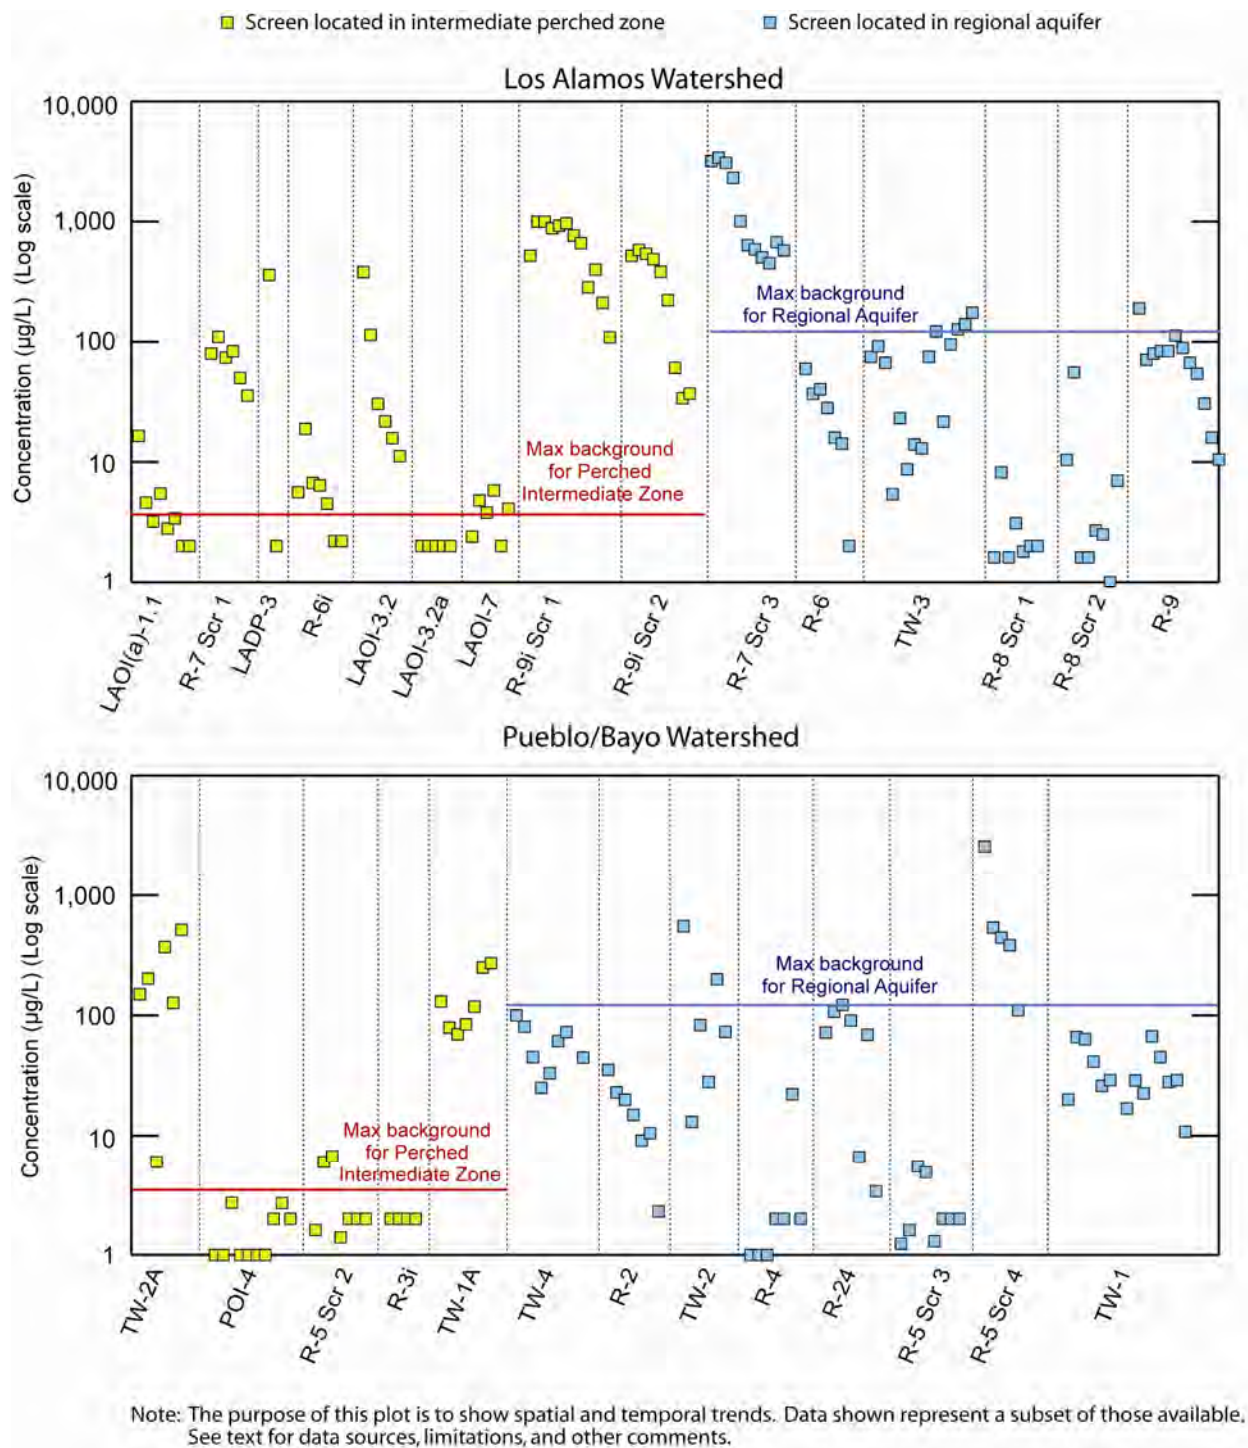 Screen located in intermediate perched zone
Screen located in regional aquifer
Los Alamos Watershed
Concentration (µg/L) (Log scale)
10,000
1,000
100
10
1
Max background
for Regional Aquifer
Max background
for Perched
Intermediate Zone
LAOI(a)-1.1
R-7 Scr 1
LADP-3
R-6i
LAOI-3.2
LAOI-3.2a
LAOI-7
R-9i Scr 1
R-9i Scr 2
R-7 Scr 3
R-6
TW-3
R-8 Scr 1
R-8 Scr 2
R-9
Pueblo/Bayo Watershed
Concentration (µg/L) (Log scale)
10,000
1,000
100
10
1
Max background
for Regional Aquifer
Max background
for Perched
Intermediate Zone
TW-2A
POI-4
R-5 Scr 2
R-3i
TW-1A
TW-4
R-2
TW-2
R-4
R-24
R-5 Scr 3
R-5 Scr 4
TW-1
Note: The purpose of this plot is to show spatial and temporal trends. Data shown represent a subset of those available.
See text for data sources, limitations, and other comments.